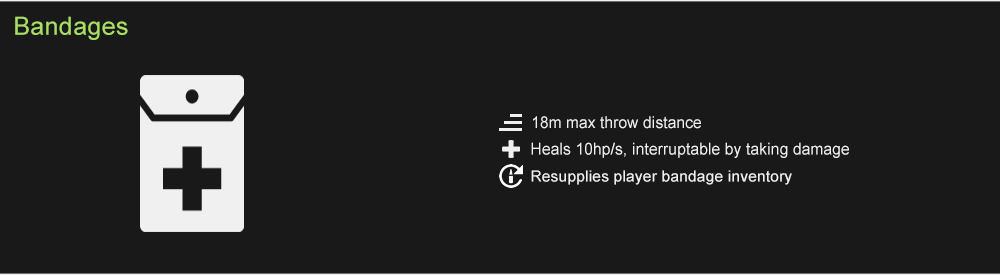 Bandages
18m max throw distance
Heals 10hp/s, interruptable by taking damage
Resupplies player bandage inventory